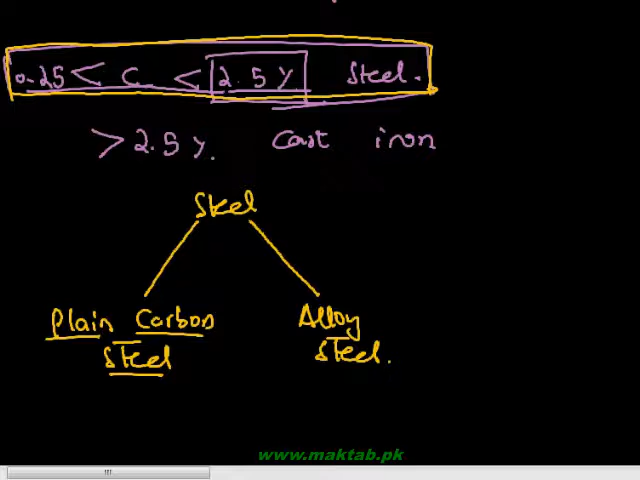 0.25 < C < 2.5 % Steel.
> 2.5 %. Cast iron
Steel
Plain Carbon Steel
Alloy Steel.
www.maktab.pk